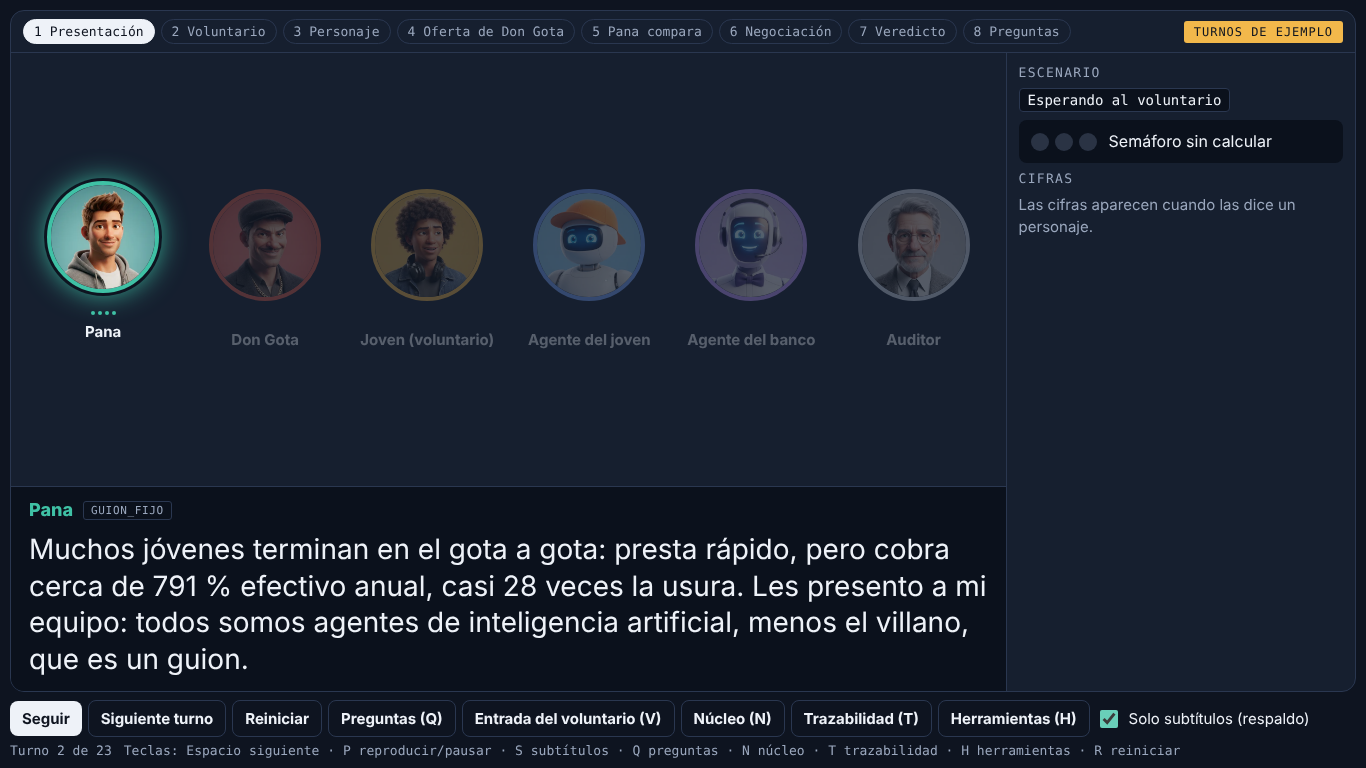 1 Presentación
2 Voluntario
3 Personaje
4 Oferta de Don Gota
5 Pana compara
6 Negociación
7 Veredicto
8 Preguntas
TURNOS DE EJEMPLO
Pana
Don Gota
Joven (voluntario)
Agente del joven
Agente del banco
Auditor
ESCENARIO
Esperando al voluntario
Semáforo sin calcular
CIFRAS
Las cifras aparecen cuando las dice un
personaje.
Pana GUION_FIJO
Muchos jóvenes terminan en el gota a gota: presta rápido, pero cobra
cerca de 791 % efectivo anual, casi 28 veces la usura. Les presento a mi
equipo: todos somos agentes de inteligencia artificial, menos el villano,
que es un guion.
Seguir
Siguiente turno
Reiniciar
Preguntas (Q)
Entrada del voluntario (V)
Núcleo (N)
Trazabilidad (T)
Herramientas (H)
Solo subtítulos (respaldo)
Turno 2 de 23 Teclas: Espacio siguiente · P reproducir/pausar · S subtítulos · Q preguntas · N núcleo · T trazabilidad · H herramientas · R reiniciar